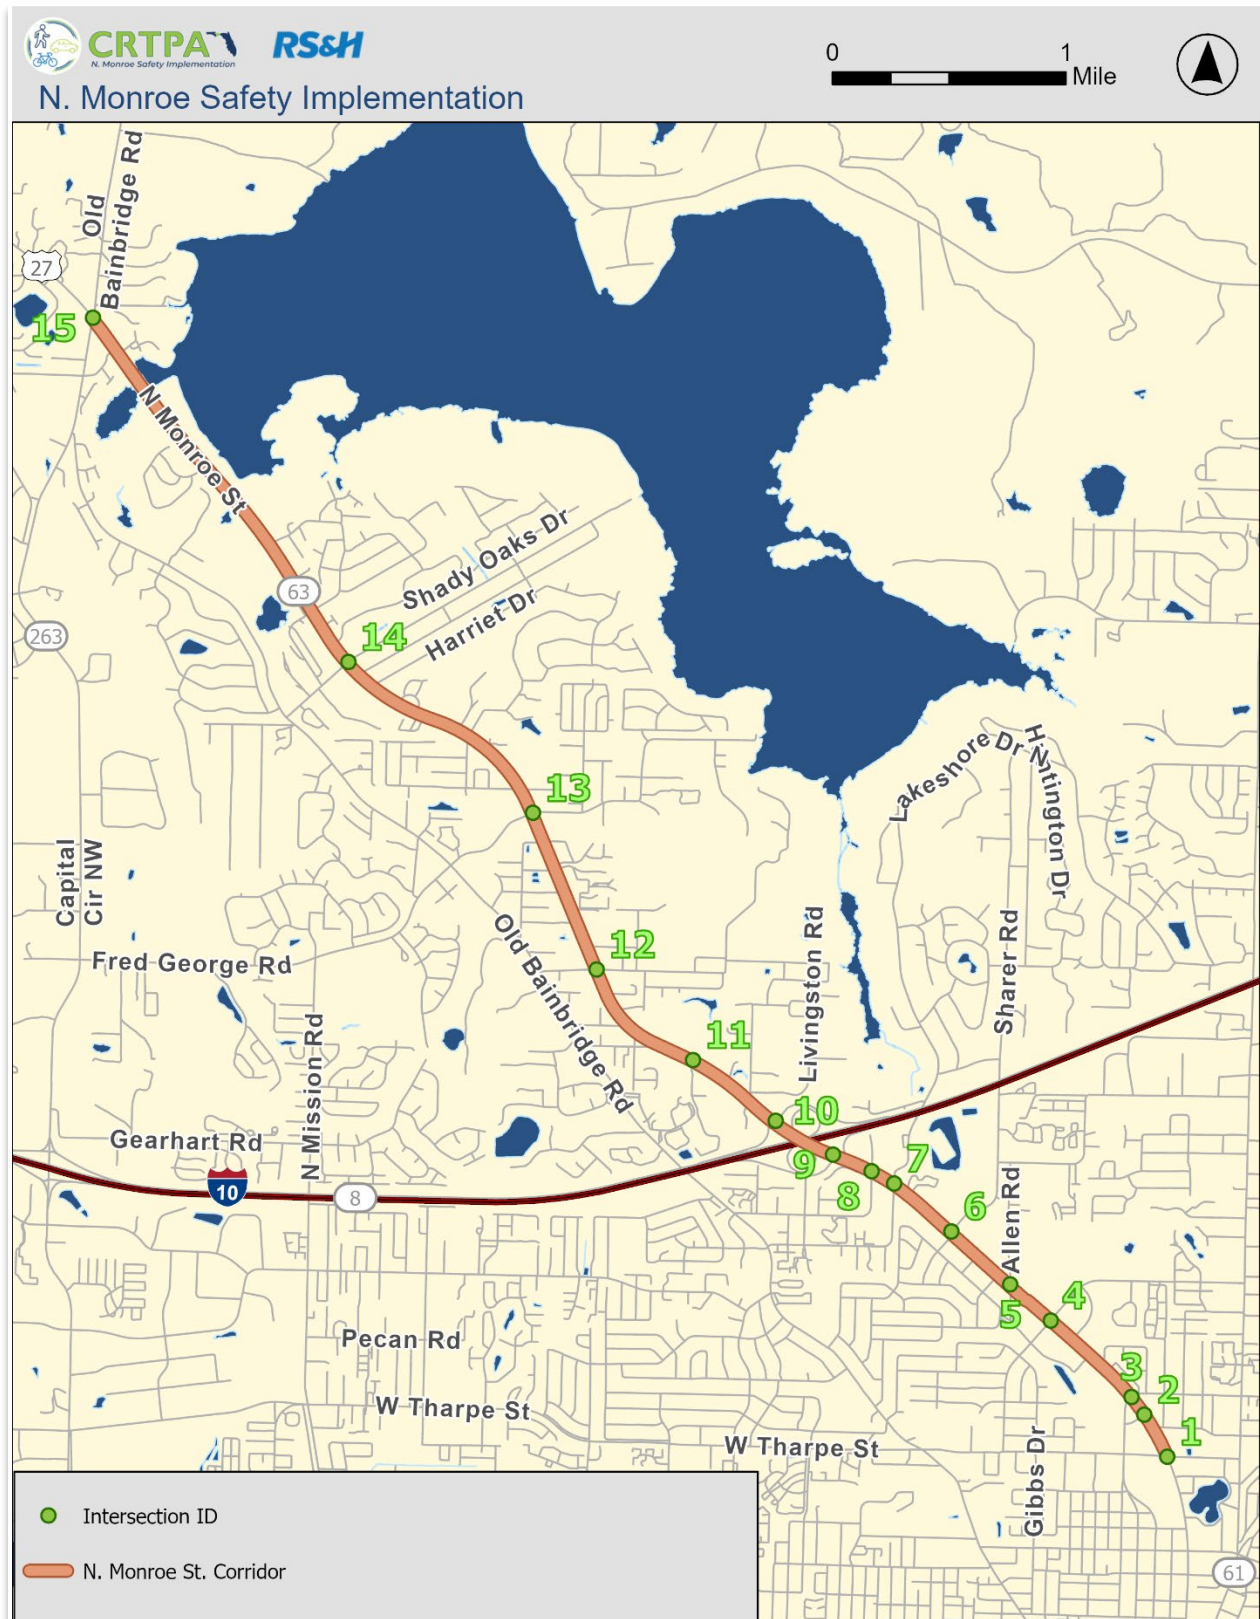 CRTPA
N. Monroe Safety Implementation
RS&H
N. Monroe Safety Implementation
0
1
Mile
Old
Bainbridge Rd
27
15
N Monroe St
63
Shady Oaks Dr
Harriet Dr
14
263
13
Lakeshore Dr
Huntington Dr
Capital
Cir NW
Fred George Rd
12
Old Bainbridge Rd
Livingston Rd
Sharer Rd
N Mission Rd
11
10
Gearhart Rd
9
7
8
10
8
6
Allen Rd
5
4
Pecan Rd
3
2
W Tharpe St
1
W Tharpe St
Gibbs Dr
Intersection ID
N. Monroe St. Corridor
61